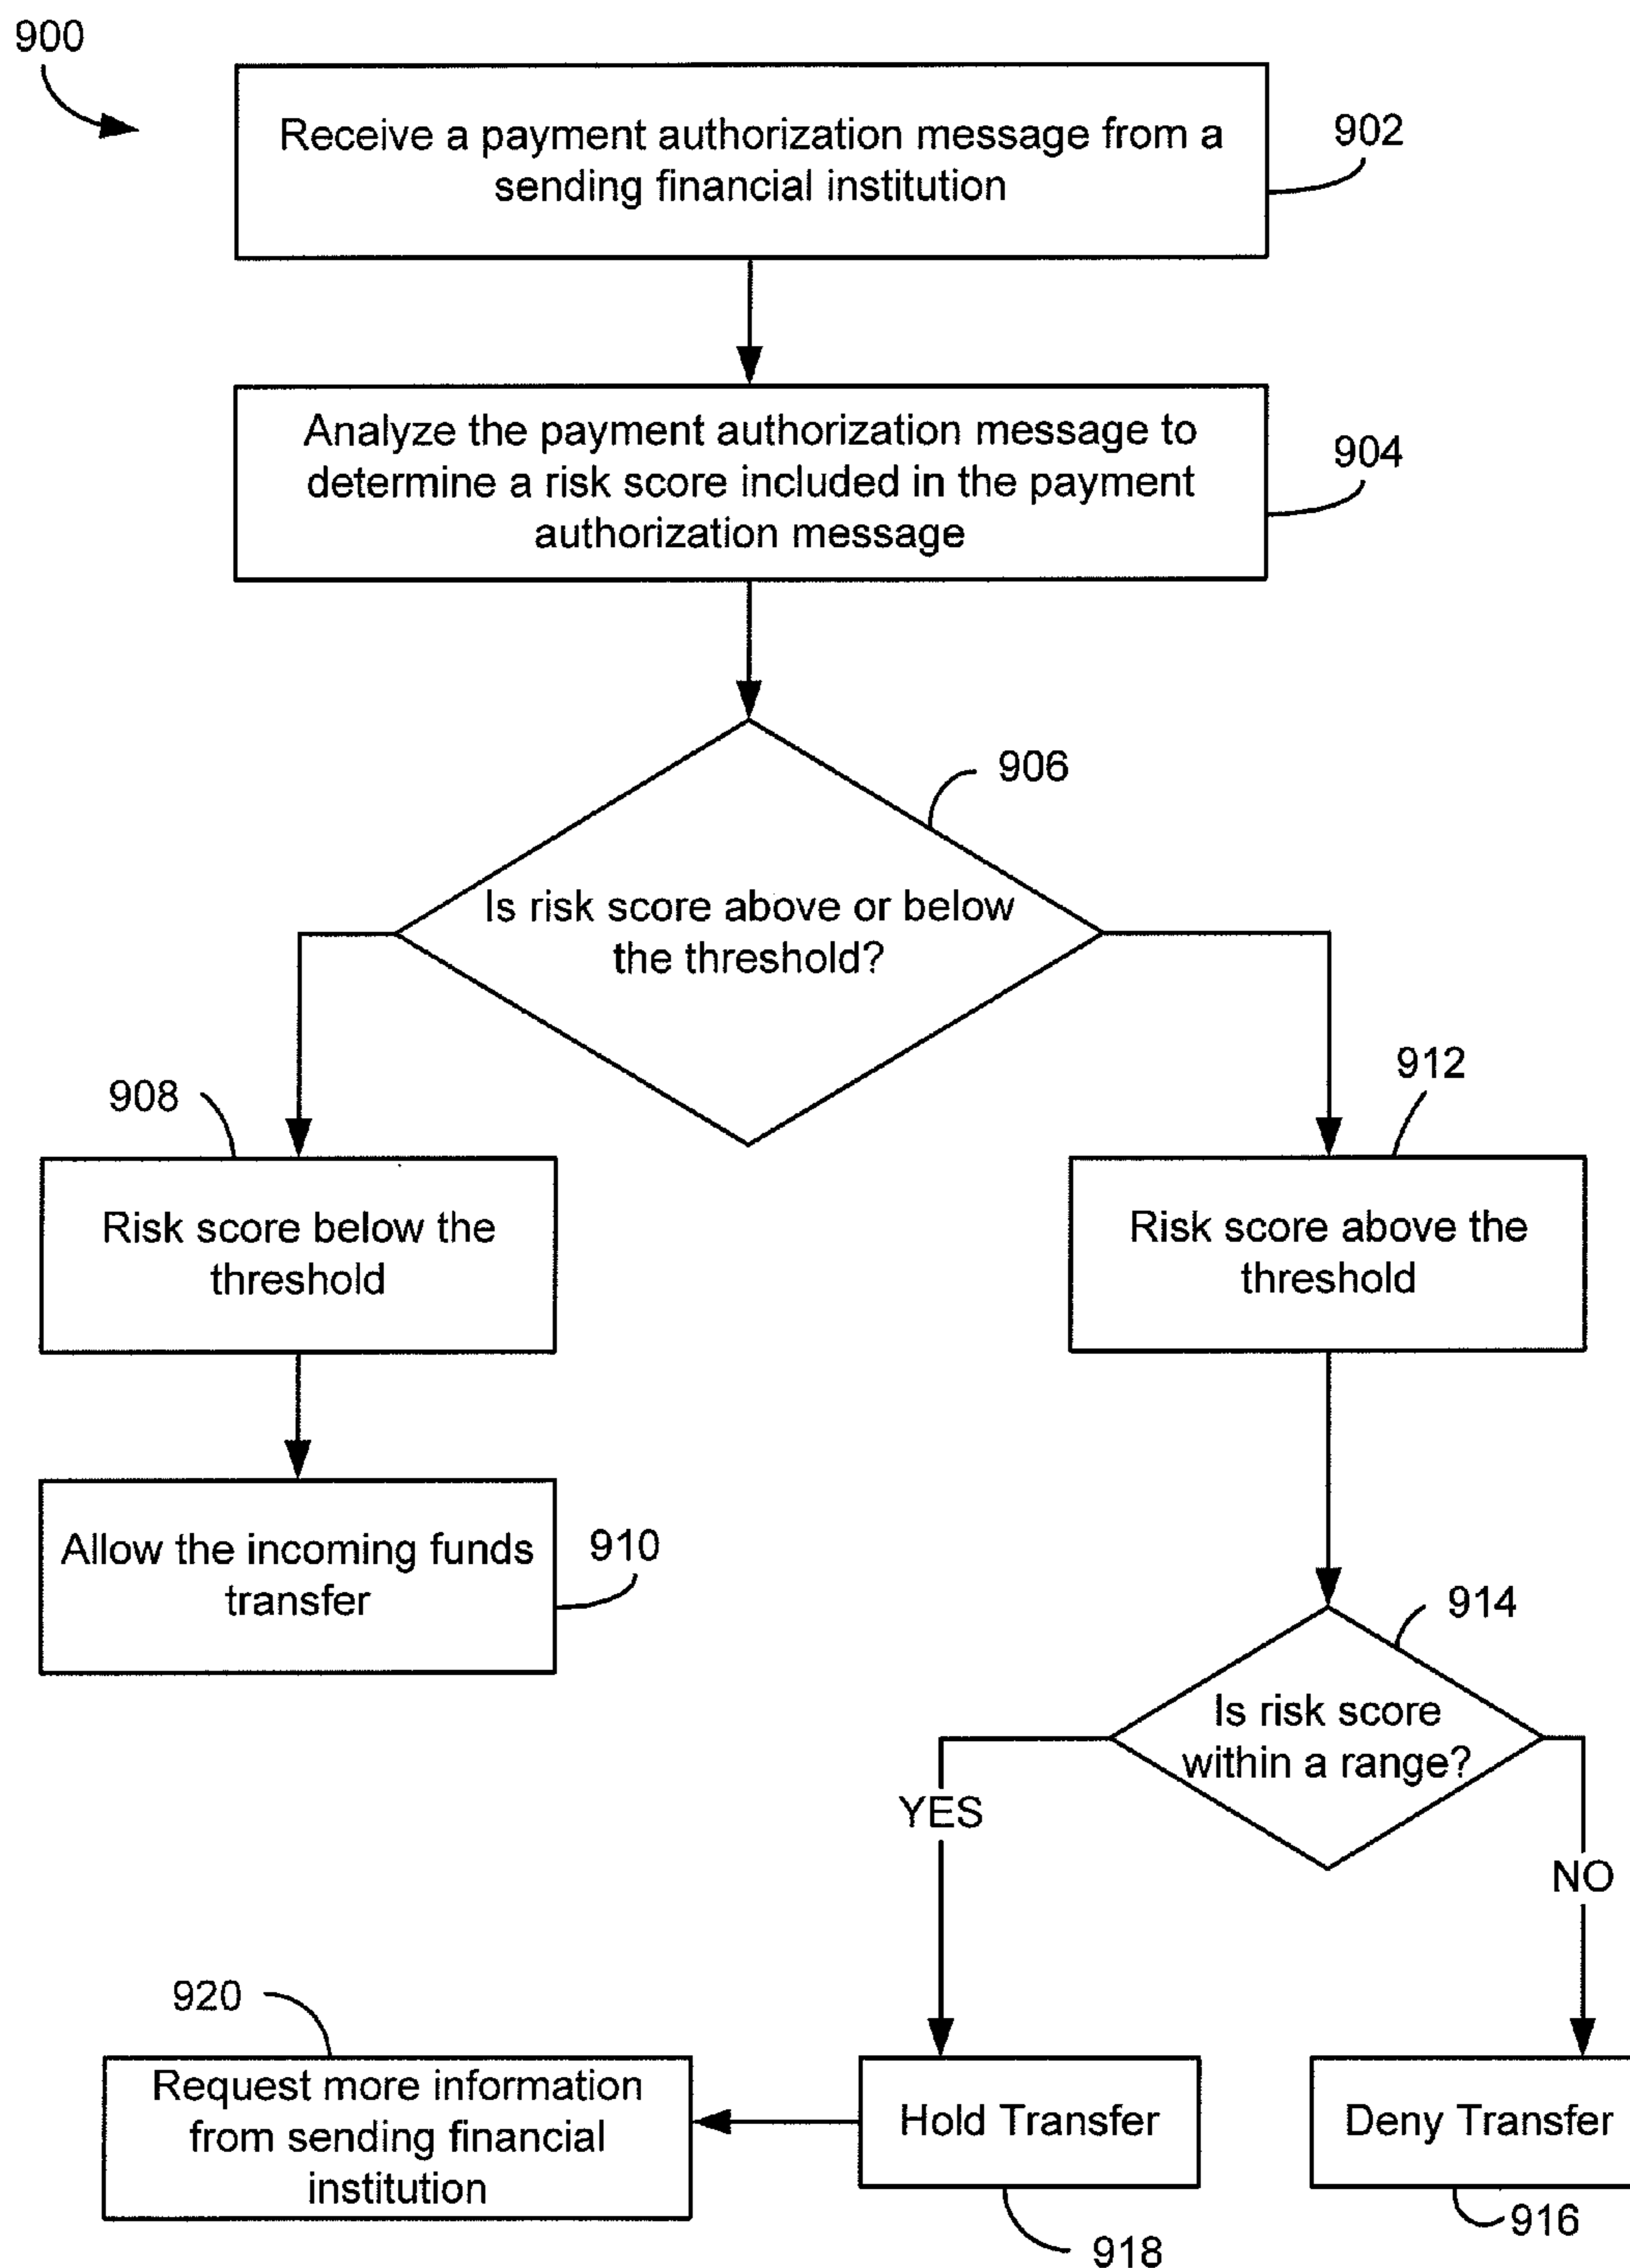 900
Receive a payment authorization message from a
sending financial institution
902
Analyze the payment authorization message to
determine a risk score included in the payment
authorization message
904
906
Is risk score above or below
the threshold?
908
Risk score below the
threshold
912
Risk score above the
threshold
Allow the incoming funds
transfer
910
914
Is risk score
within a range?
YES
NO
920
Request more information
from sending financial
institution
Hold Transfer
918
Deny Transfer
916